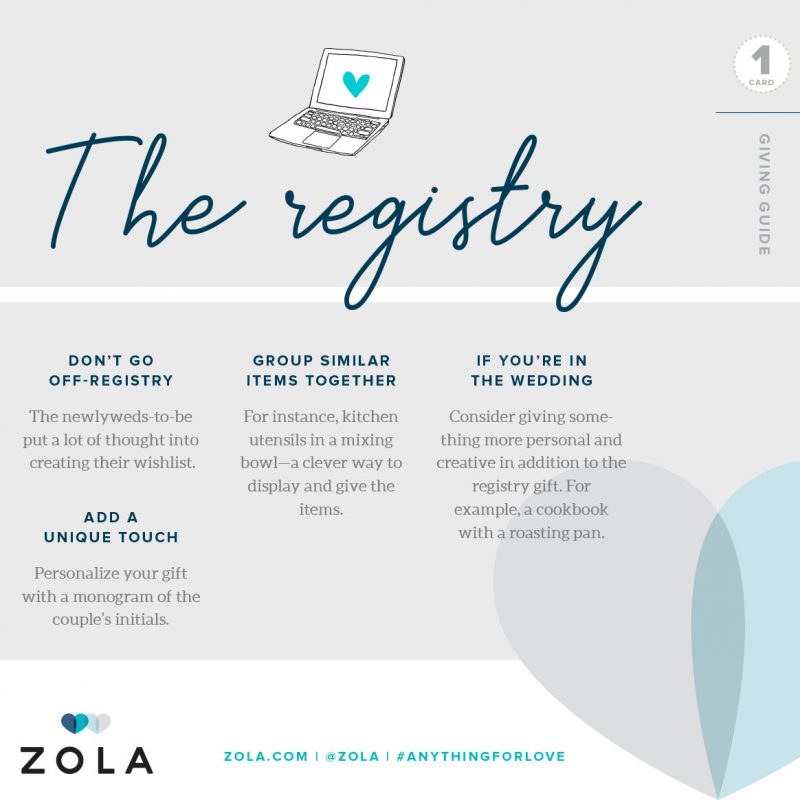 1
CARD
GIVING GUIDE
The registry
DON’T GO
OFF-REGISTRY
The newlyweds-to-be
put a lot of thought into
creating their wishlist.
ADD A
UNIQUE TOUCH
Personalize your gift
with a monogram of the
couple’s initials.
GROUP SIMILAR
ITEMS TOGETHER
For instance, kitchen
utensils in a mixing
bowl—a clever way to
display and give the
items.
IF YOU’RE IN
THE WEDDING
Consider giving some-
thing more personal and
creative in addition to the
registry gift. For
example, a cookbook
with a roasting pan.
ZOLA
ZOLA.COM | @ZOLA | #ANYTHINGFORLOVE